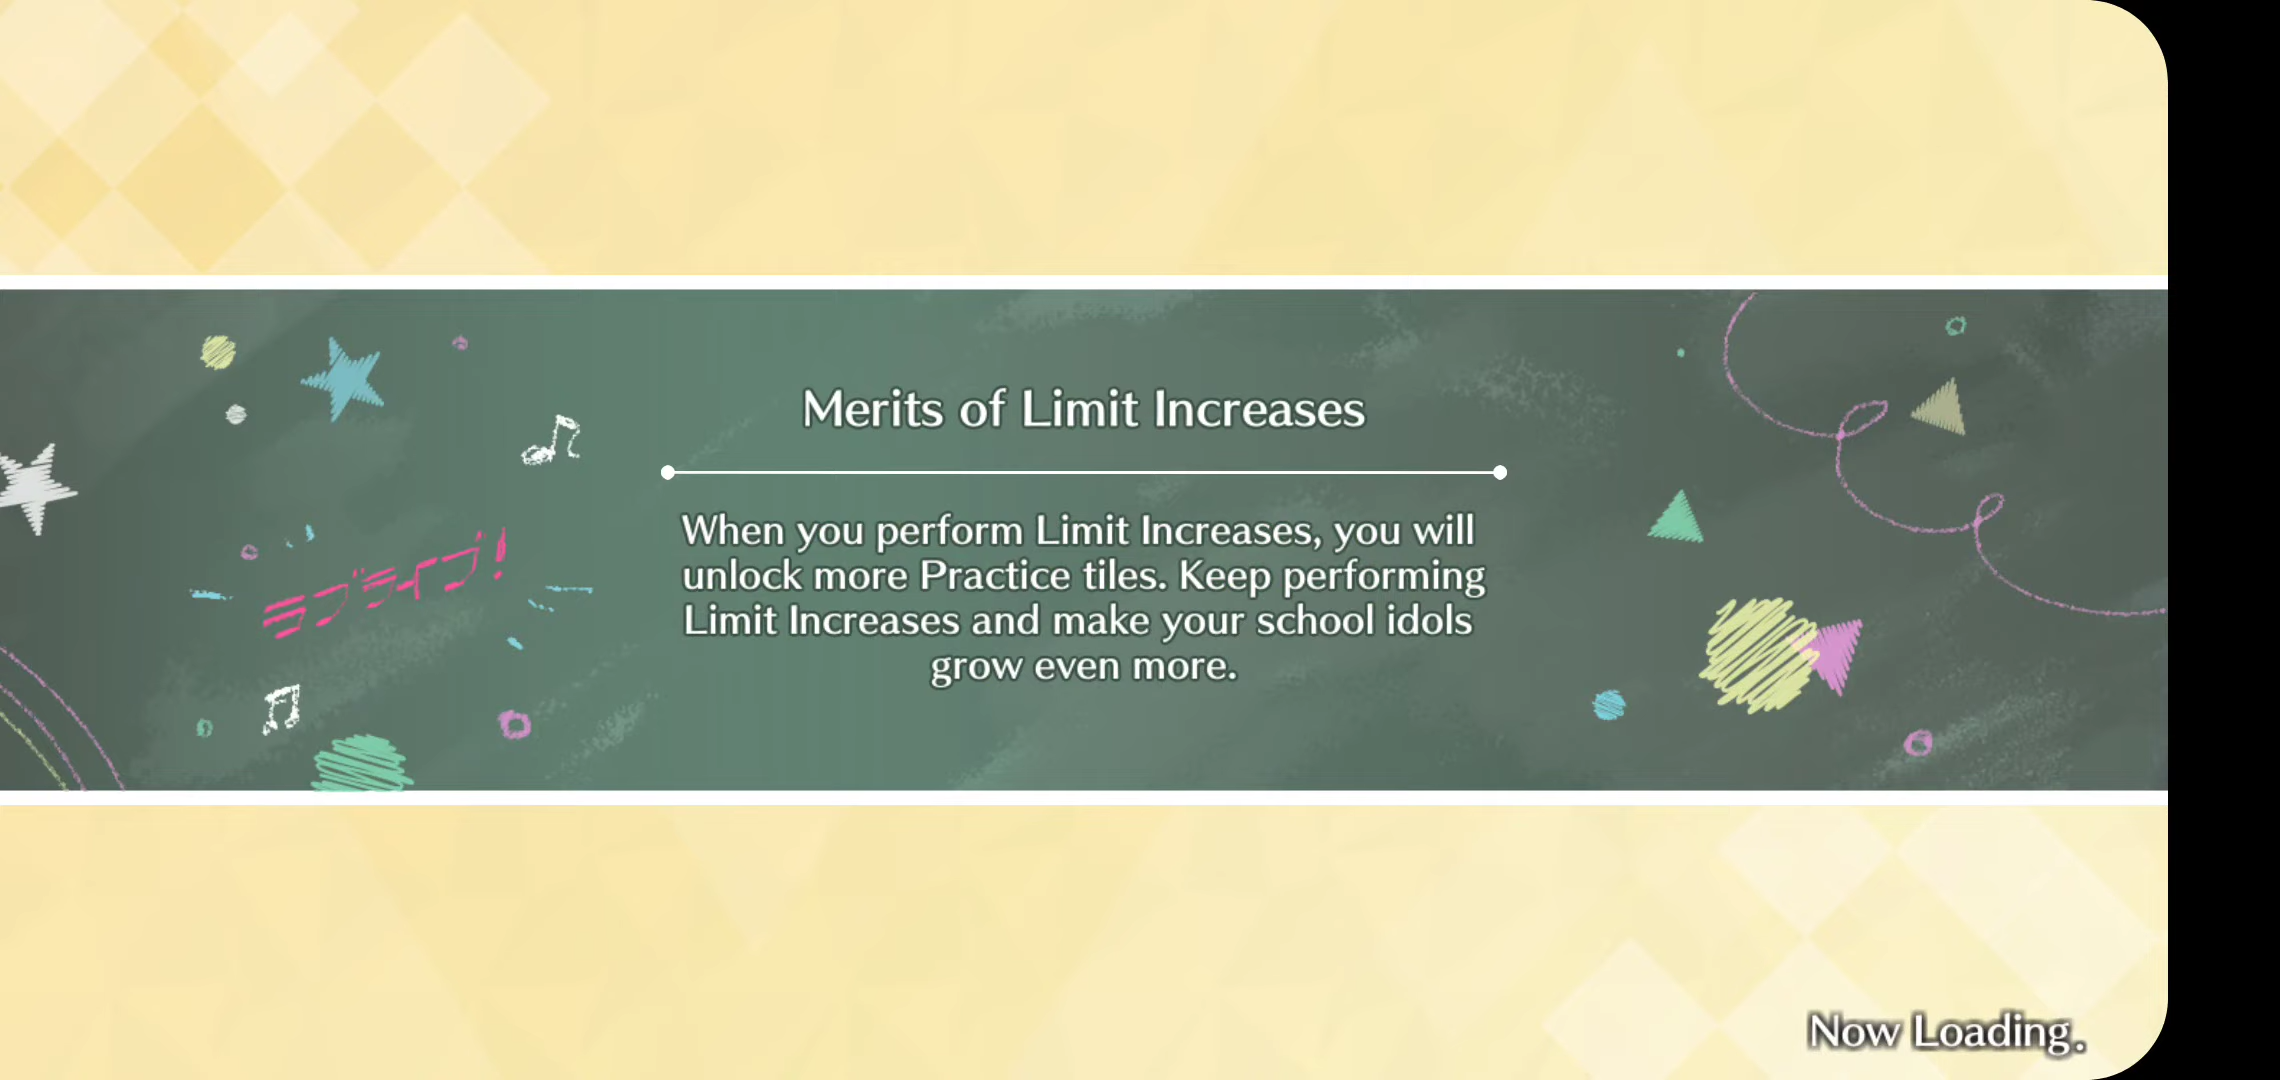 Merits of Limit Increases
ラブライブ!
When you perform Limit Increases, you will
unlock more Practice tiles. Keep performing
Limit Increases and make your school idols
grow even more.
Now Loading.